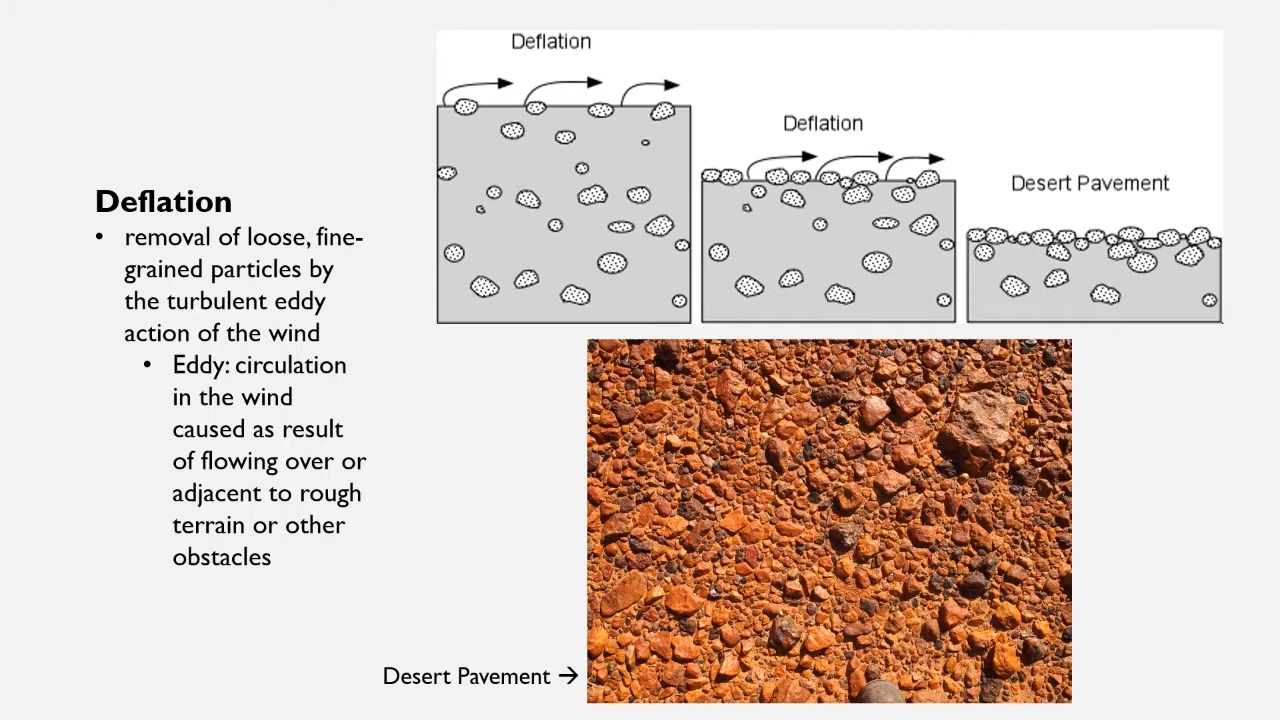 Deflation
Deflation
Desert Pavement
Deflation
• removal of loose, fine-
grained particles by
the turbulent eddy
action of the wind
• Eddy: circulation
in the wind
caused as result
of flowing over or
adjacent to rough
terrain or other
obstacles
Desert Pavement →